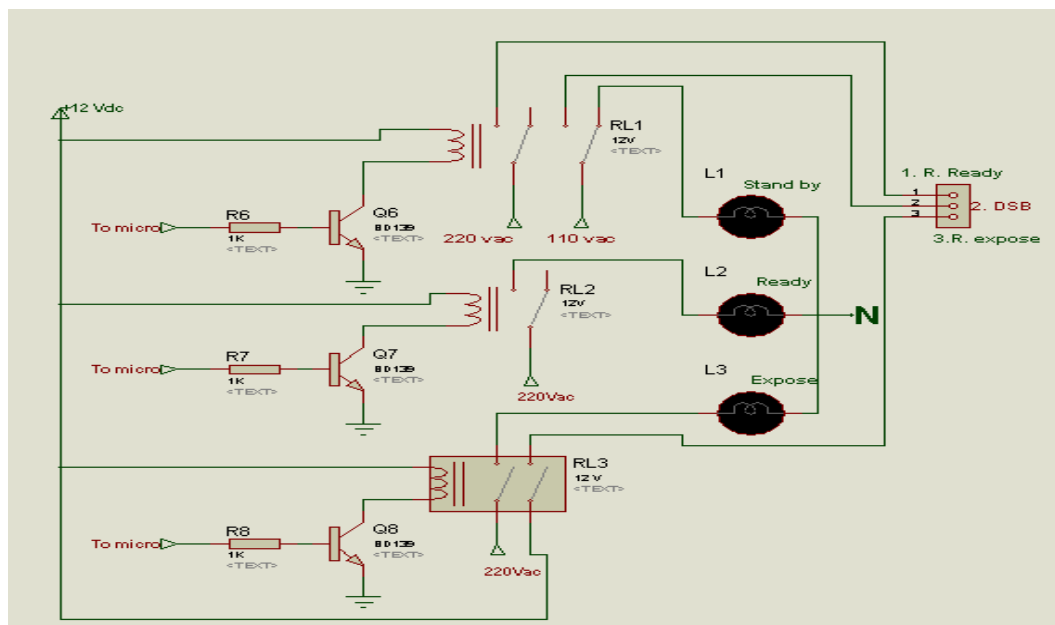 +12 Vdc
RL1
12V
<TEXT>
L1
Stand by
1. R. Ready
1
2
3
2. DSB
3.R. expose
To micro
R6
1K
<TEXT>
Q6
BD139
<TEXT>
220 vac
110 vac
L2
Ready
RL2
12V
<TEXT>
N
To micro
R7
1K
<TEXT>
Q7
BD139
<TEXT>
220Vac
L3
Expose
RL3
12V
<TEXT>
To micro
R8
1K
<TEXT>
Q8
BD139
<TEXT>
220Vac